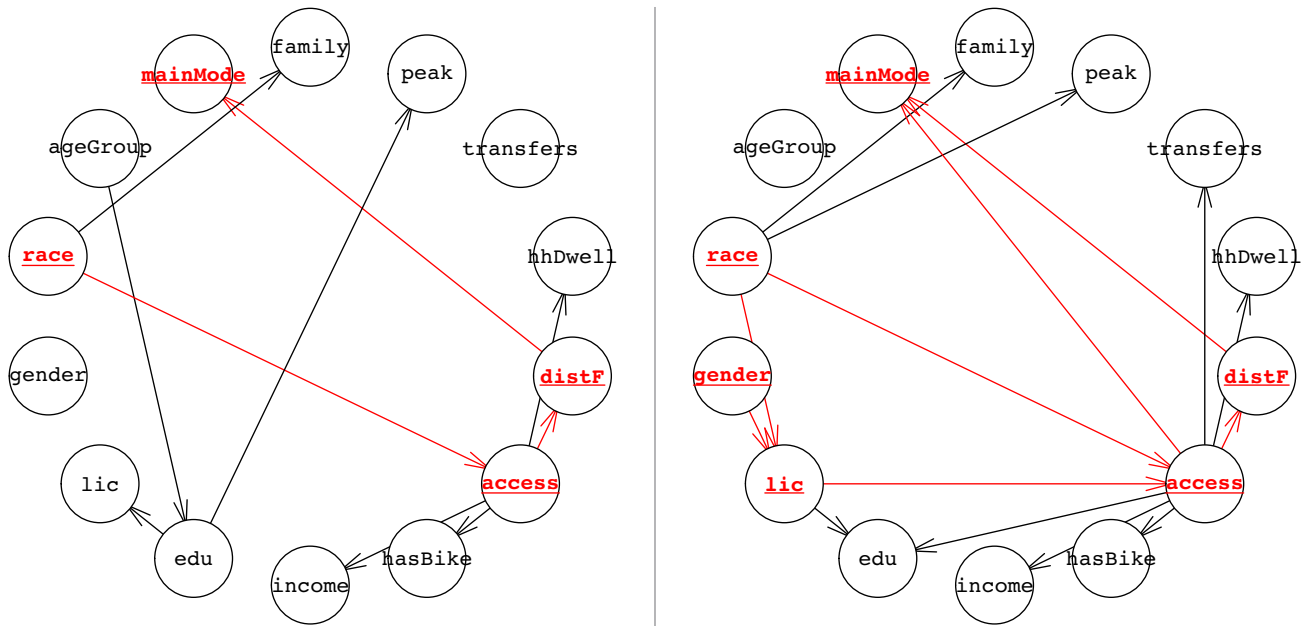 family
mainMode
peak
ageGroup
transfers
race
hhDwell
gender
distF
lic
access
edu
hasBike
income
family
mainMode
peak
ageGroup
transfers
race
hhDwell
gender
distF
lic
access
edu
hasBike
income